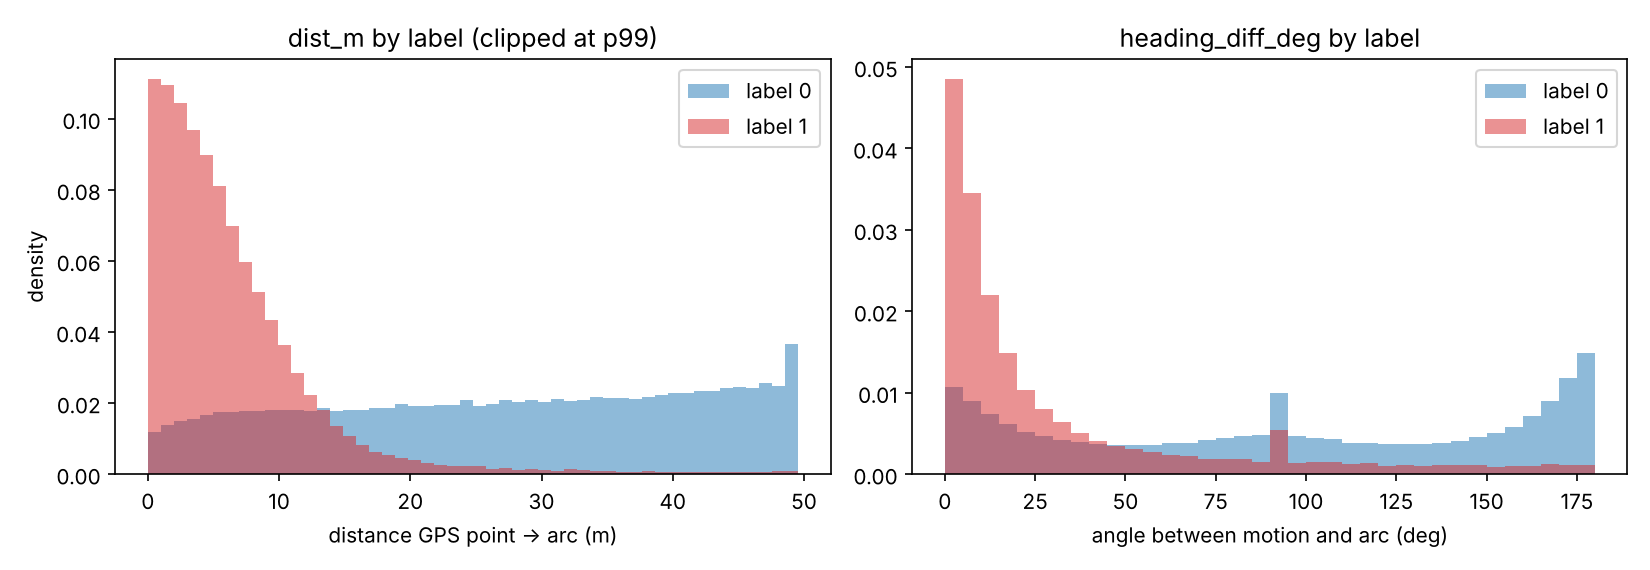 dist_m by label (clipped at p99)
label 0
label 1
0.10
0.08
0.06
0.04
0.02
0.00
density
0 10 20 30 40 50
distance GPS point → arc (m)
heading_diff_deg by label
label 0
label 1
0.05
0.04
0.03
0.02
0.01
0.00
0 25 50 75 100 125 150 175
angle between motion and arc (deg)